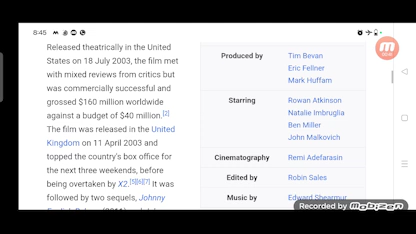 8:45
Released theatrically in the United
States on 18 July 2003, the film met
with mixed reviews from critics but
was commercially successful and
grossed $160 million worldwide
against a budget of $40 million.[2]
The film was released in the United
Kingdom on 11 April 2003 and
topped the country's box office for
the next three weekends, before
being overtaken by X2.[5][6][7] It was
followed by two sequels, Johnny
Produced by Tim Bevan
Eric Fellner
Mark Huffam
Starring Rowan Atkinson
Natalie Imbruglia
Ben Miller
John Malkovich
Cinematography Remi Adefarasin
Edited by Robin Sales
Music by Edward Shearmur
Recorded by mobizen